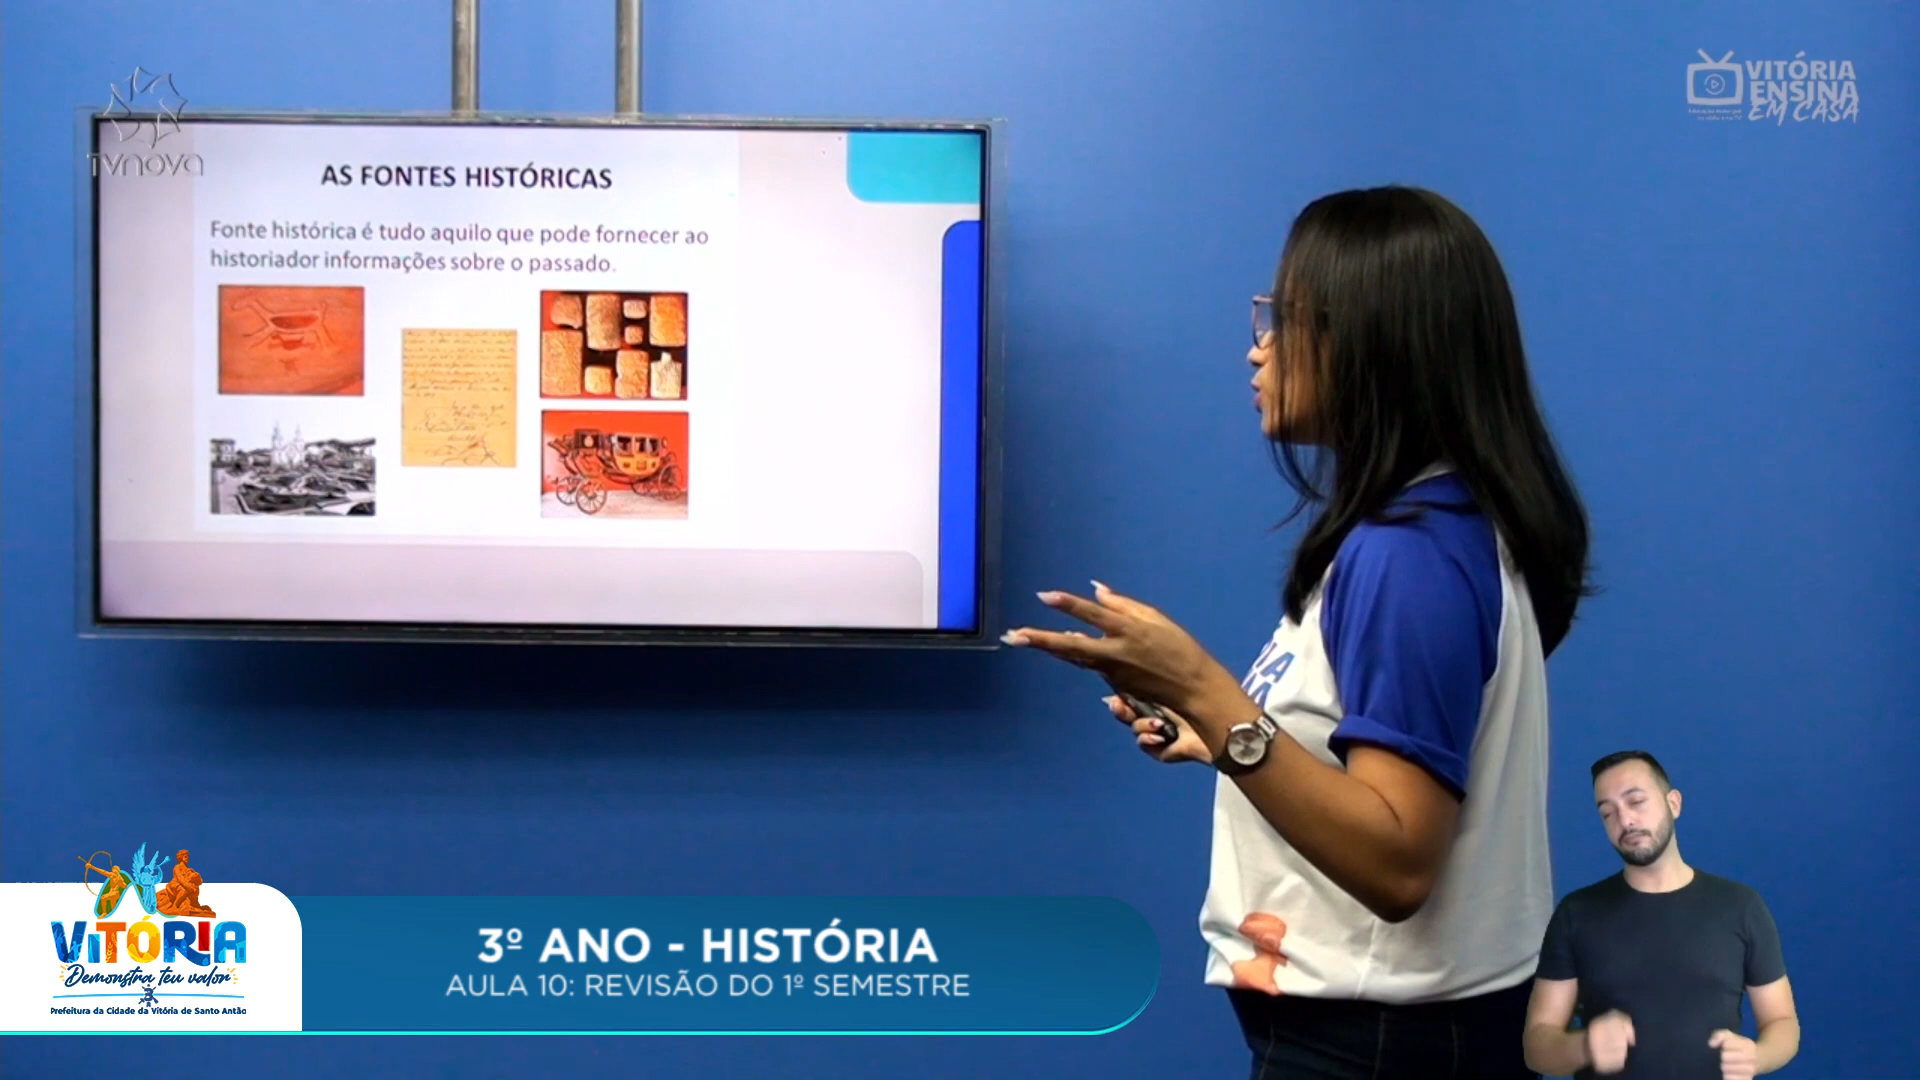 TVNOVA
VITÓRIA
ENSINA
EM CASA
AS FONTES HISTÓRICAS
Fonte histórica é tudo aquilo que pode fornecer ao
historiador informações sobre o passado.
VITÓRIA
Demonstra teu valor
Prefeitura da Cidade da Vitória de Santo Antão
3º ANO - HISTÓRIA
AULA 10: REVISÃO DO 1º SEMESTRE